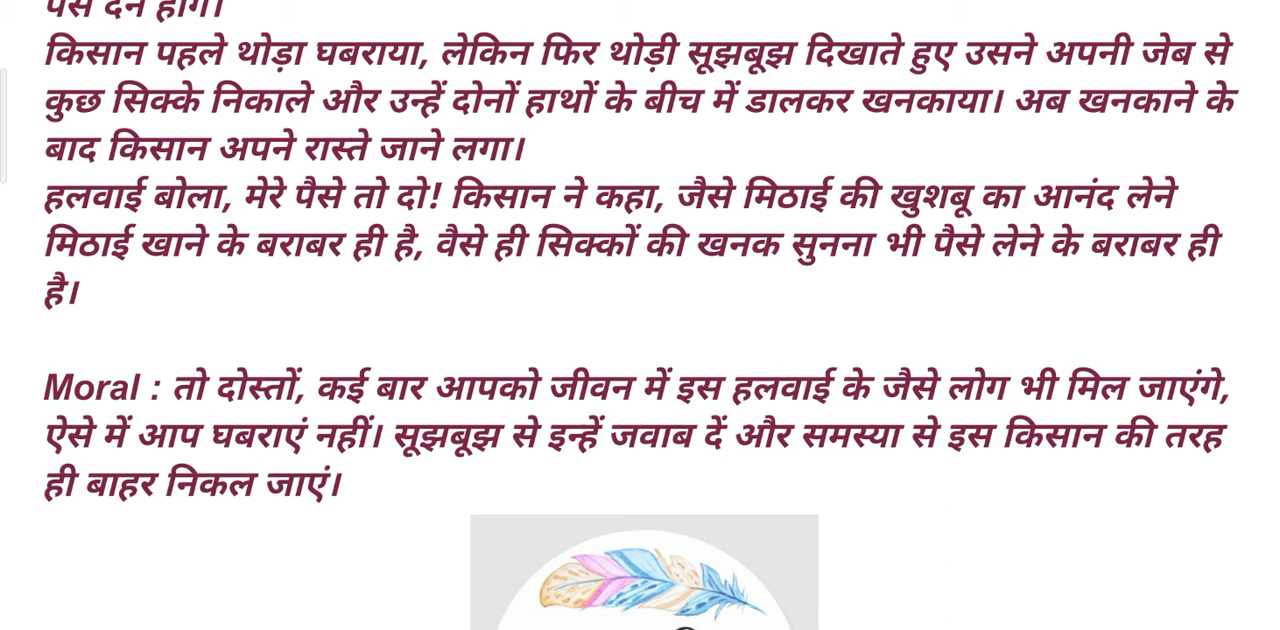 पैसे देने होंगे।
किसान पहले थोड़ा घबराया, लेकिन फिर थोड़ी सूझबूझ दिखाते हुए उसने अपनी जेब से
कुछ सिक्के निकाले और उन्हें दोनों हाथों के बीच में डालकर खनकाया। अब खनकाने के
बाद किसान अपने रास्ते जाने लगा।
हलवाई बोला, मेरे पैसे तो दो! किसान ने कहा, जैसे मिठाई की खुशबू का आनंद लेने
मिठाई खाने के बराबर ही है, वैसे ही सिक्कों की खनक सुनना भी पैसे लेने के बराबर ही
है।
Moral : तो दोस्तों, कई बार आपको जीवन में इस हलवाई के जैसे लोग भी मिल जाएंगे,
ऐसे में आप घबराएं नहीं। सूझबूझ से इन्हें जवाब दें और समस्या से इस किसान की तरह
ही बाहर निकल जाएं।